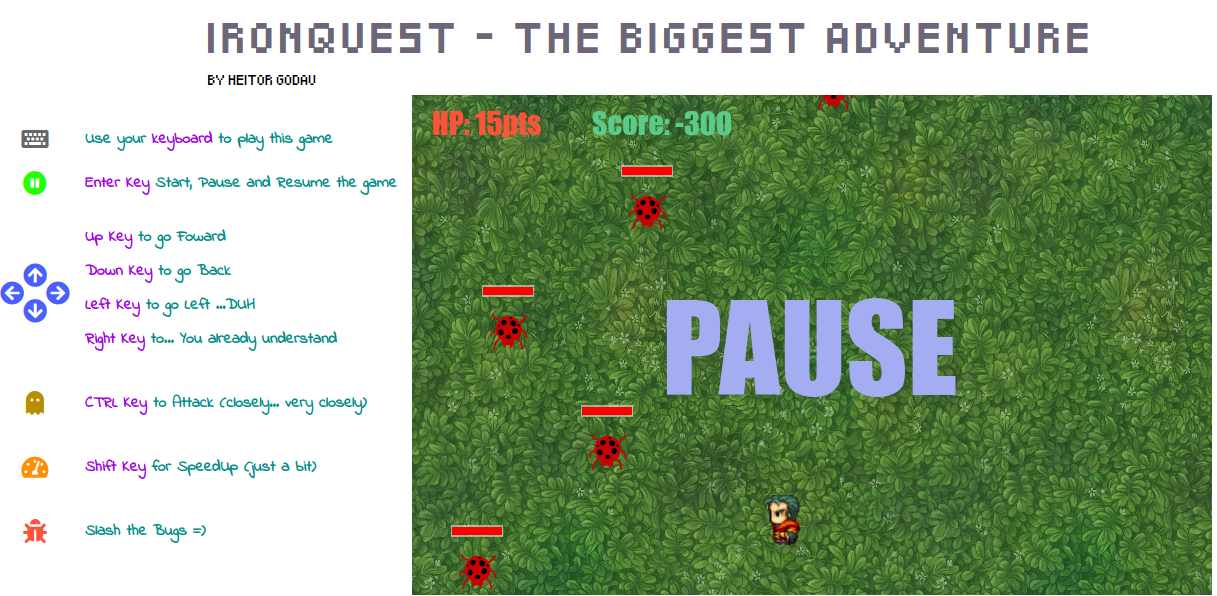 IRONQUEST - THE BIGGEST ADVENTURE
BY HEITOR GODAU
HP: 15pts Score: -300
Use your keyboard to play this game
Enter Key Start, Pause and Resume the game
Up Key to go Foward
Down Key to go Back
Left Key to go Left ...DUH
Right Key to... You already understand
PAUSE
CTRL Key to Attack (closely... very closely)
Shift Key for SpeedUp (just a bit)
Slash the Bugs =)